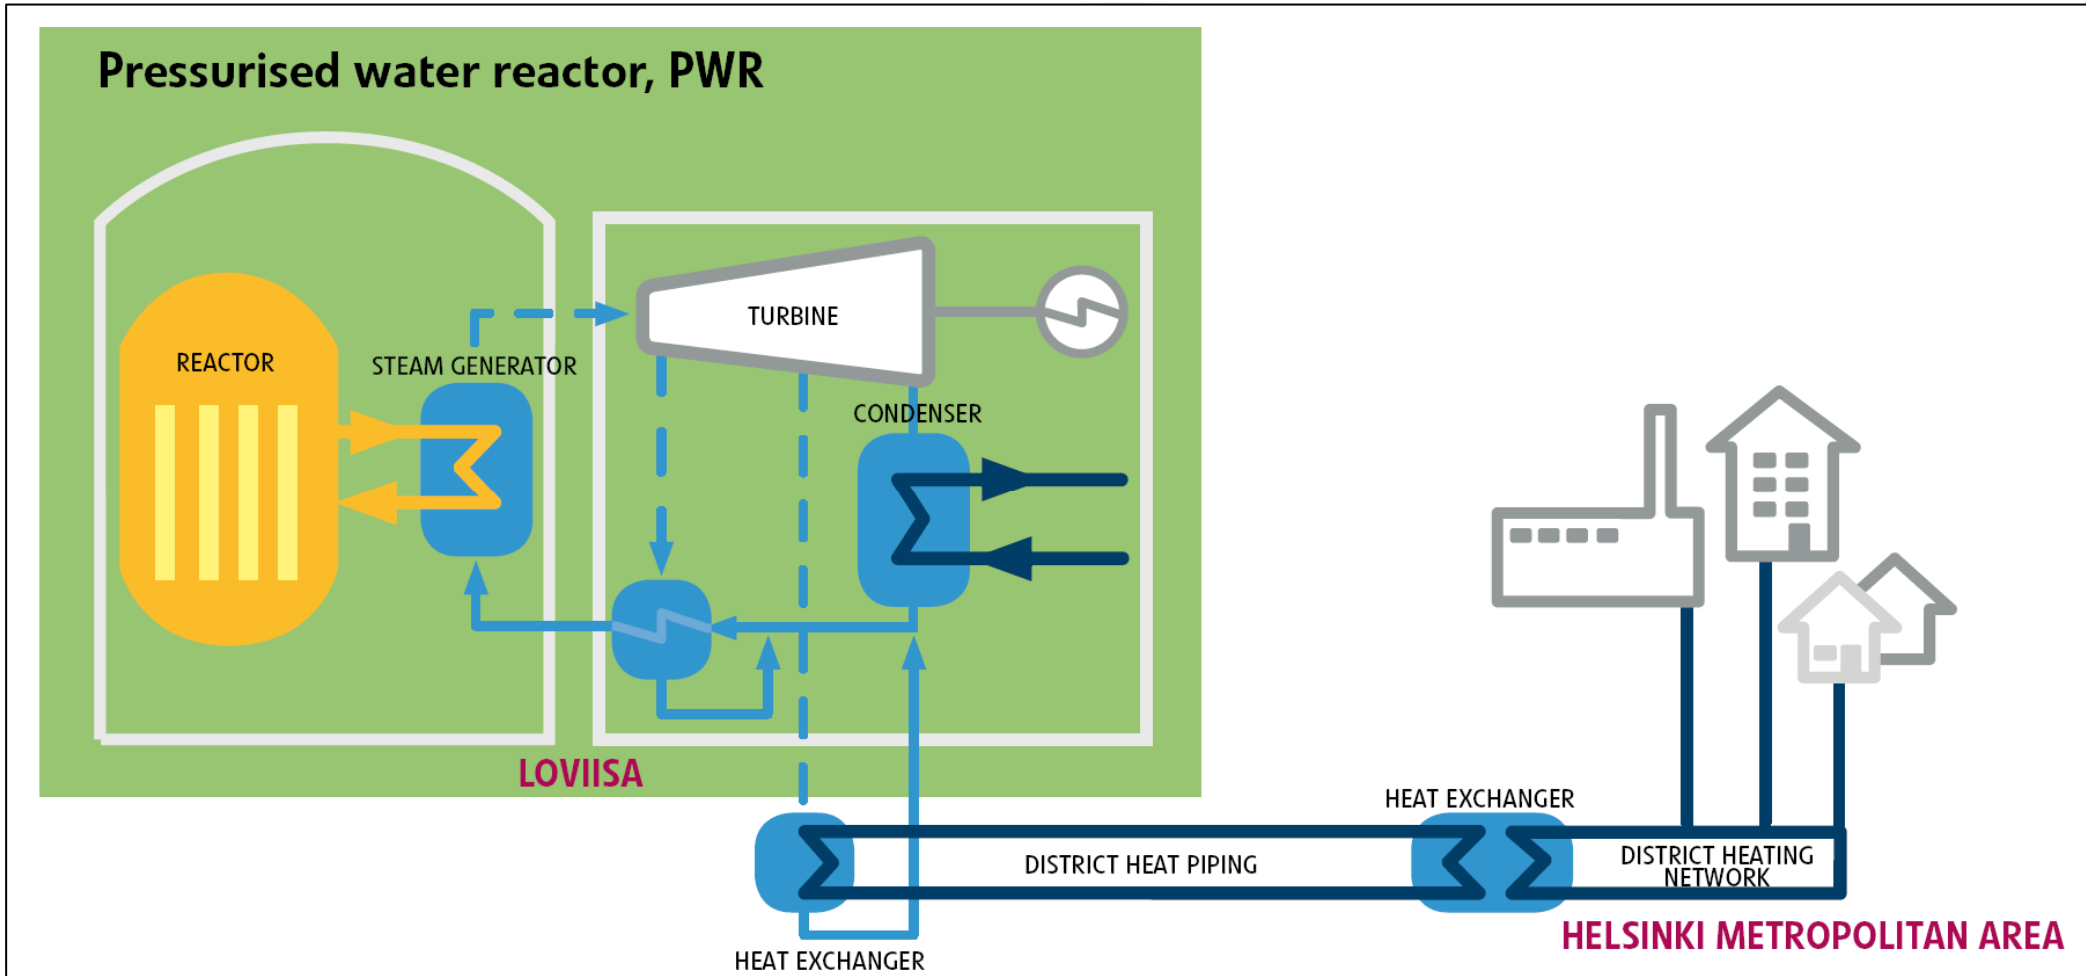 Pressurised water reactor, PWR
REACTOR
STEAM GENERATOR
TURBINE
CONDENSER
LOVIISA
HEAT EXCHANGER
DISTRICT HEAT PIPING
HEAT EXCHANGER
DISTRICT HEATING
NETWORK
HELSINKI METROPOLITAN AREA